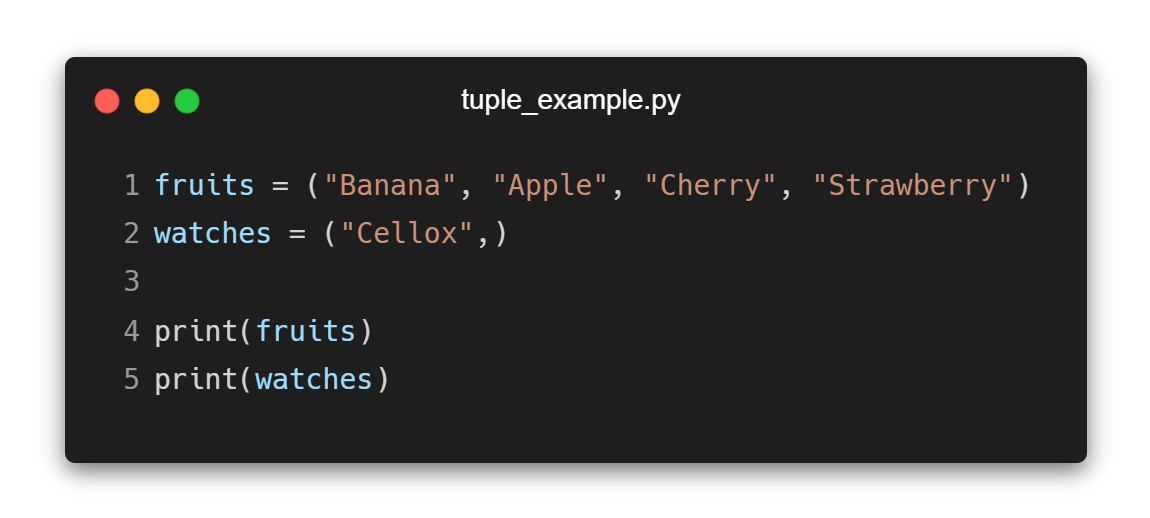 tuple_example.py
1 fruits = ("Banana", "Apple", "Cherry", "Strawberry")
2 watches = ("Cellox",)
3
4 print(fruits)
5 print(watches)